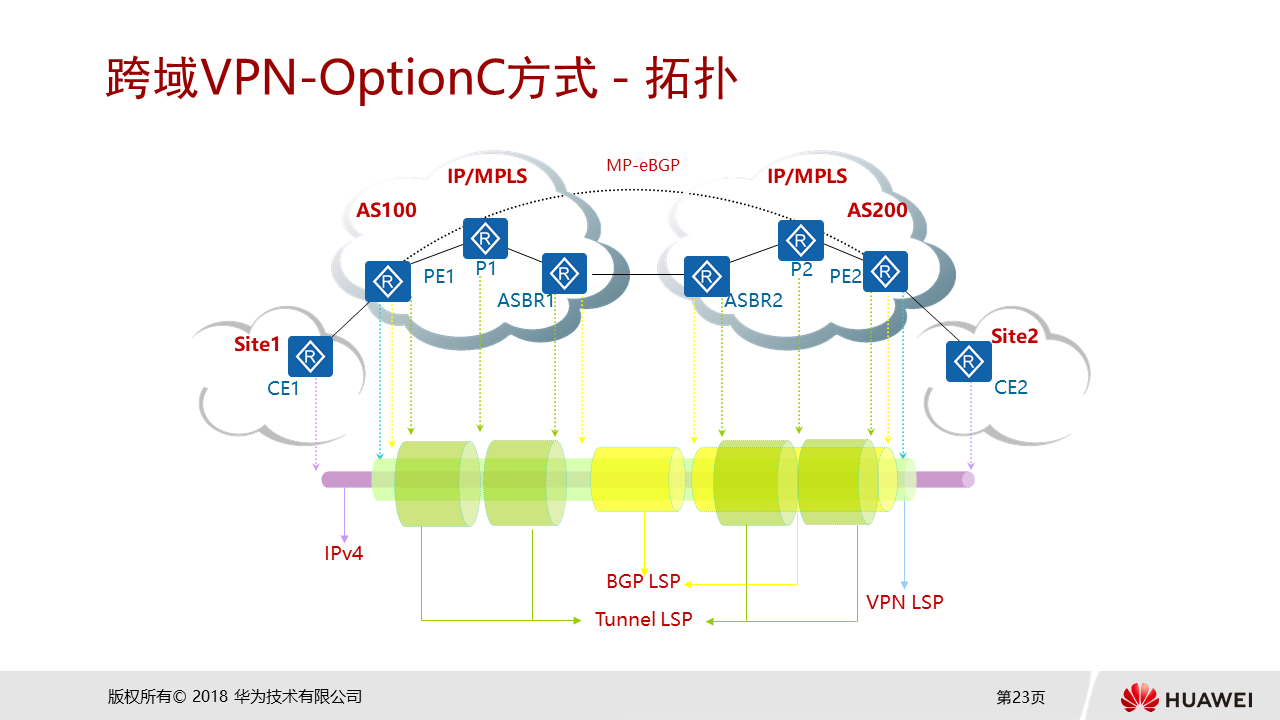 跨域VPN-OptionC方式 - 拓扑
MP-eBGP
IP/MPLS
IP/MPLS
AS100
AS200
R
R
R
R
R
R
PE1
P1
ASBR1
ASBR2
P2
PE2
Site1
R
CE1
Site2
R
CE2
IPv4
BGP LSP
VPN LSP
Tunnel LSP
版权所有© 2018 华为技术有限公司
第23页
HUAWEI